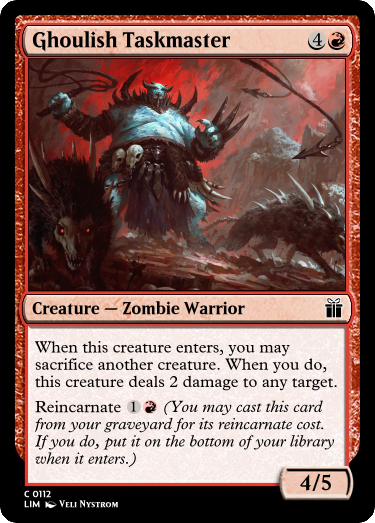 Ghoulish Taskmaster 4
Creature — Zombie Warrior
When this creature enters, you may
sacrifice another creature. When you do,
this creature deals 2 damage to any target.
Reincarnate 1 (You may cast this card
from your graveyard for its reincarnate cost.
If you do, put it on the bottom of your library
when it enters.)
4/5
C 0112
LIM Veli Nystrom